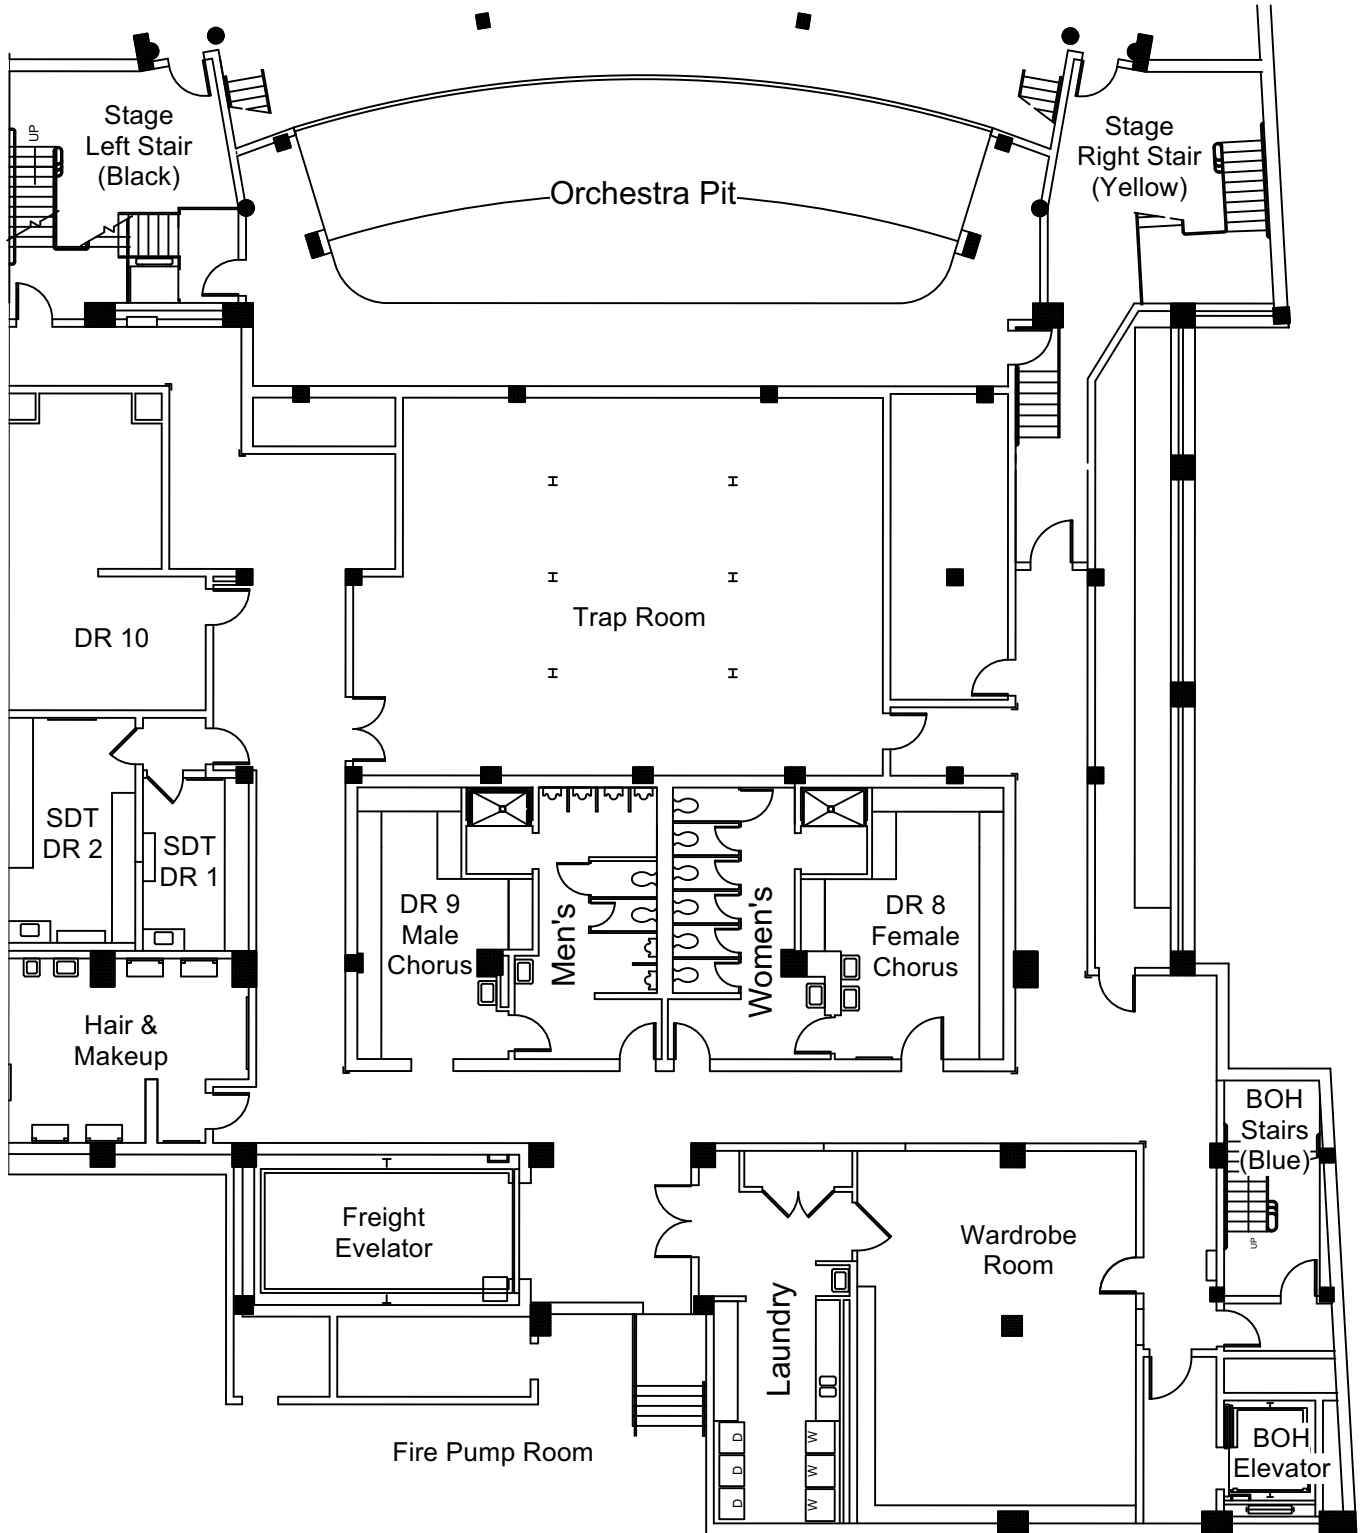 Stage
Left Stair
(Black)
UP
Stage
Right Stair
(Yellow)
Orchestra Pit
Trap Room
DR 10
SDT
DR 2
SDT
DR 1
DR 9
Male
Chorus
Men's
Women's
DR 8
Female
Chorus
Hair &
Makeup
BOH
Stairs
(Blue)
UP
Freight
Evelator
Wardrobe
Room
Laundry
Fire Pump Room
D
D
D
W
W
W
BOH
Elevator